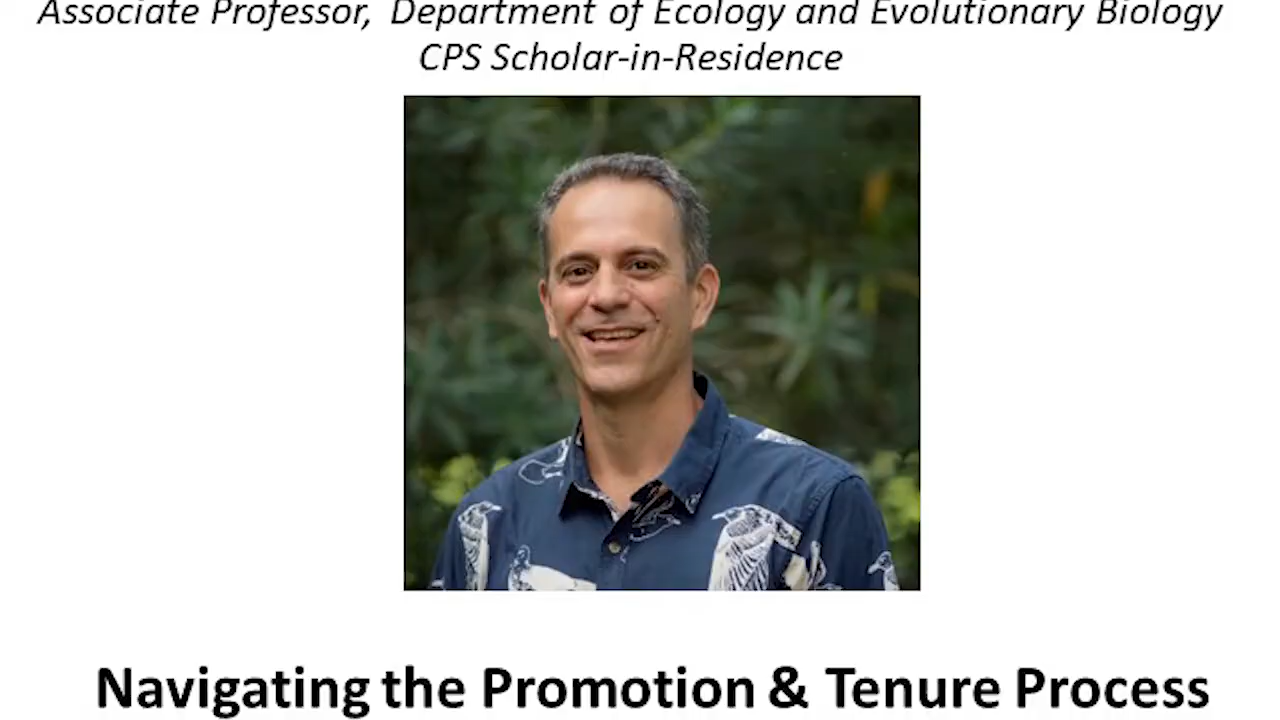 Associate Professor, Department of Ecology and Evolutionary Biology
CPS Scholar-in-Residence
Navigating the Promotion & Tenure Process